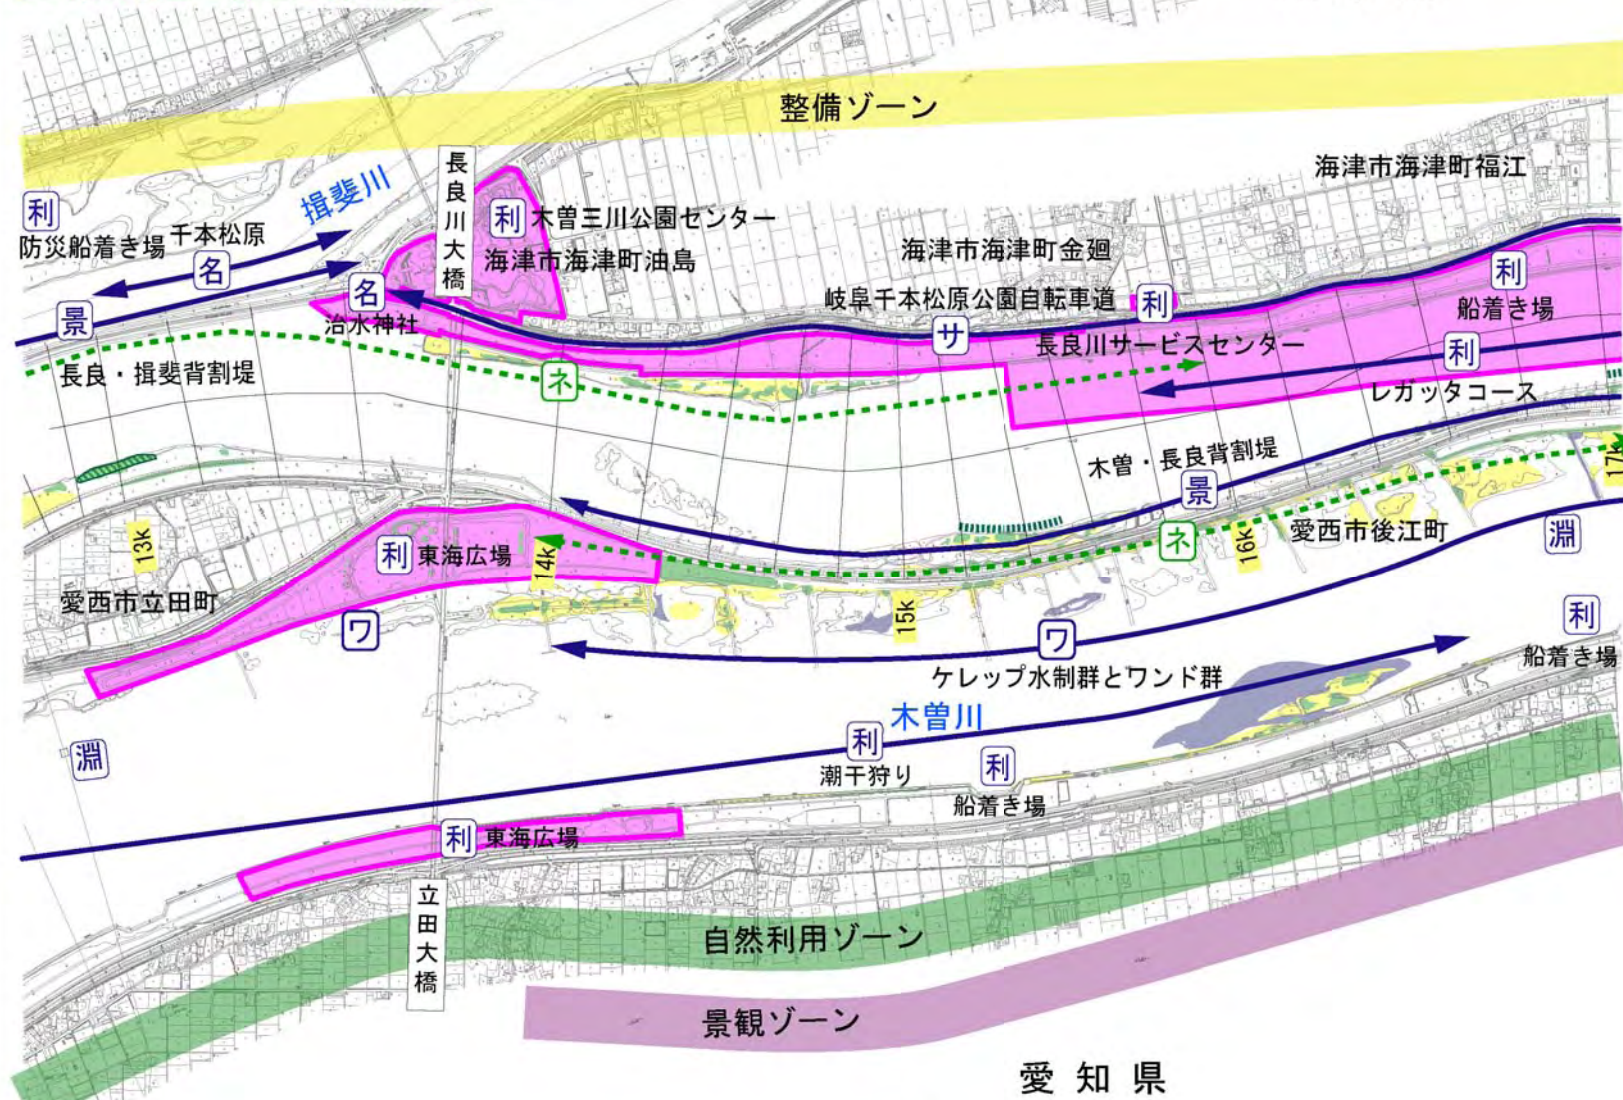 整備ゾーン
長良川大橋
海津市海津町福江
揖斐川
利
利 木曽三川公園センター
防災船着き場
千本松原
名
海津市海津町油島
海津市海津町金廻
利
景
名
岐阜千本松原公園自転車道
利
船着き場
治水神社
サ
長良川サービスセンター
利
長良・揖斐背割堤
ネ
レガッタコース
木曽・長良背割堤
17k
景
13k
利 東海広場
14k
ネ
16k
愛西市後江町
淵
愛西市立田町
ワ
15k
ワ
利
ケレップ水制群とワンド群
船着き場
木曽川
淵
利
潮干狩り
利
船着き場
利 東海広場
立田大橋
自然利用ゾーン
景観ゾーン
愛知県